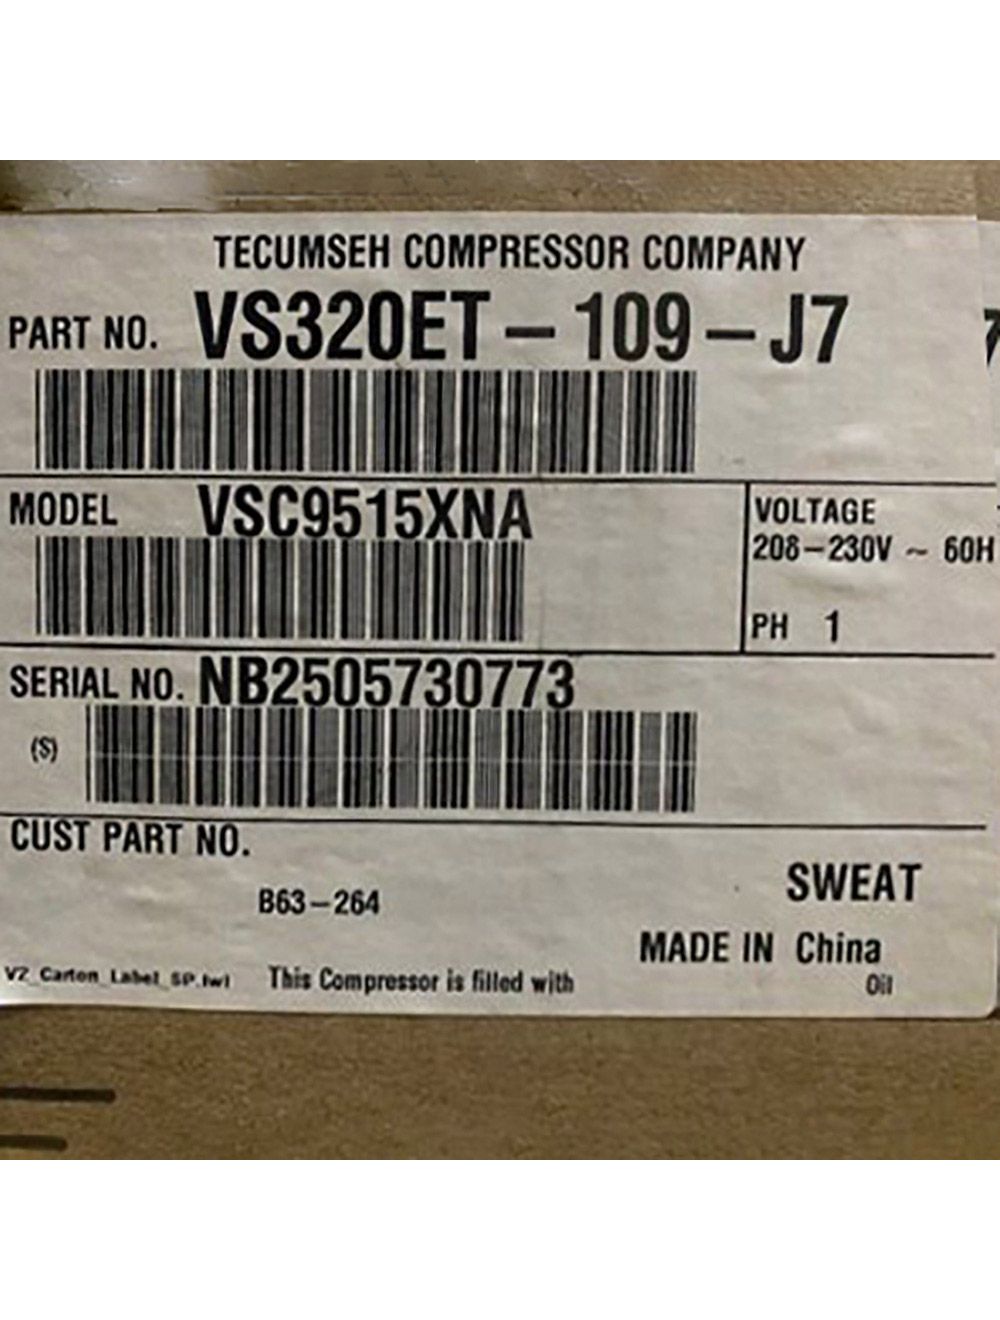 TECUMSEH COMPRESSOR COMPANY
PART NO. VS320ET-109-J7
MODEL VSC9515XNA
VOLTAGE
208-230V ~ 60H
PH 1
SERIAL NO. NB2505730773
(S)
CUST PART NO.
B63-264
SWEAT
MADE IN China
V2_Carton_Label_SP.lwl This Compressor is filled with Oil
7